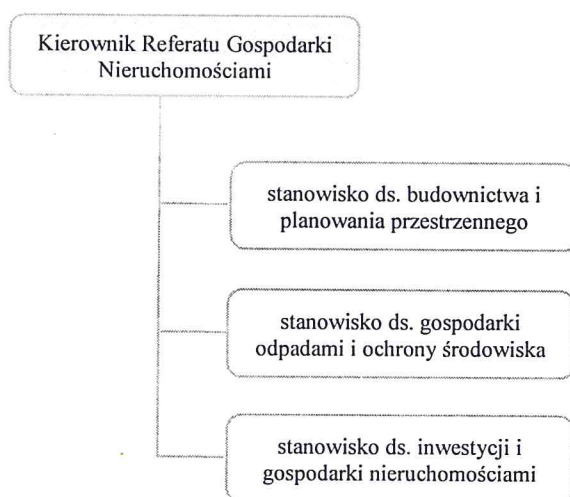 Kierownik Referatu Gospodarki
Nieruchomościami
stanowisko ds. budownictwa i
planowania przestrzennego
stanowisko ds. gospodarki
odpadami i ochrony środowiska
stanowisko ds. inwestycji i
gospodarki nieruchomościami